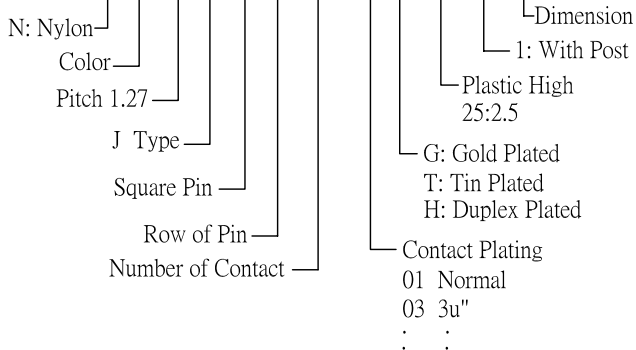 N: Nylon
Color
Pitch 1.27
J Type
Square Pin
Row of Pin
Number of Contact
Dimension
1: With Post
Plastic High
25:2.5
G: Gold Plated
T: Tin Plated
H: Duplex Plated
Contact Plating
01 Normal
03 3u"
: :